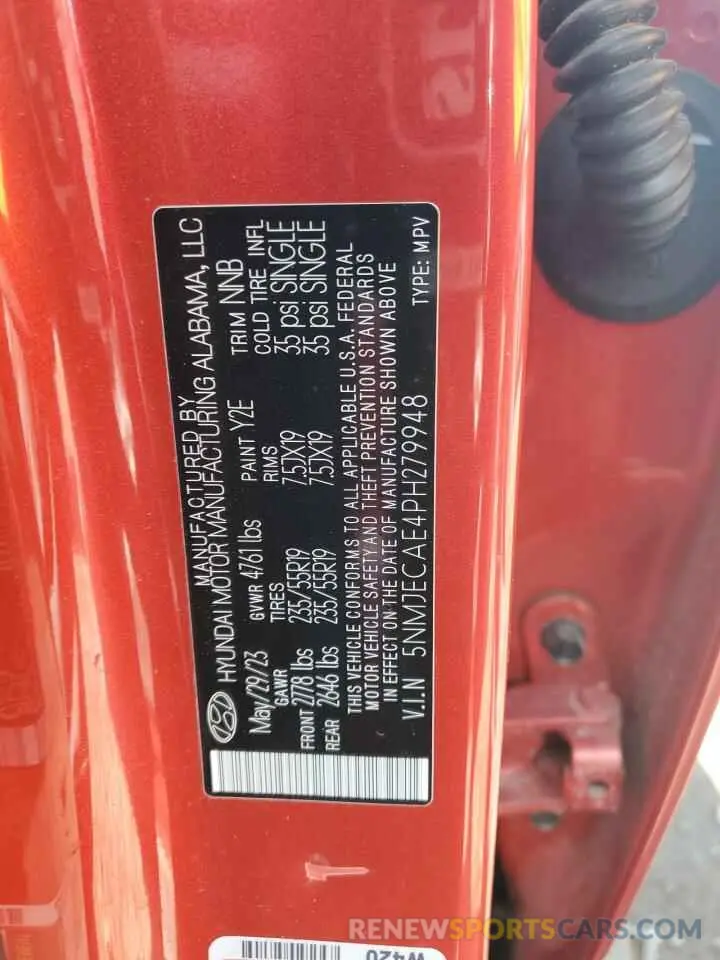 MANUFACTURED BY
HYUNDAI MOTOR MANUFACTURING ALABAMA, LLC
May/29/23 GVWR 4761 lbs PAINT Y2E TRIM NNB
GAWR TIRES RIMS COLD TIRE INFL
FRONT 2778 lbs 235/55R19 7.5JX19 35 psi SINGLE
REAR 2646 lbs 235/55R19 7.5JX19 35 psi SINGLE
THIS VEHICLE CONFORMS TO ALL APPLICABLE U.S.A. FEDERAL
MOTOR VEHICLE SAFETY AND THEFT PREVENTION STANDARDS
IN EFFECT ON THE DATE OF MANUFACTURE SHOWN ABOVE
V.I.N 5NMJECAE4PH279948 TYPE: MPV
W420
RENEWSPORTSCARS.COM